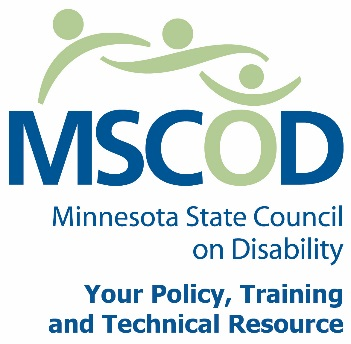 MSCOD
Minnesota State Council
on Disability
Your Policy, Training
and Technical Resource